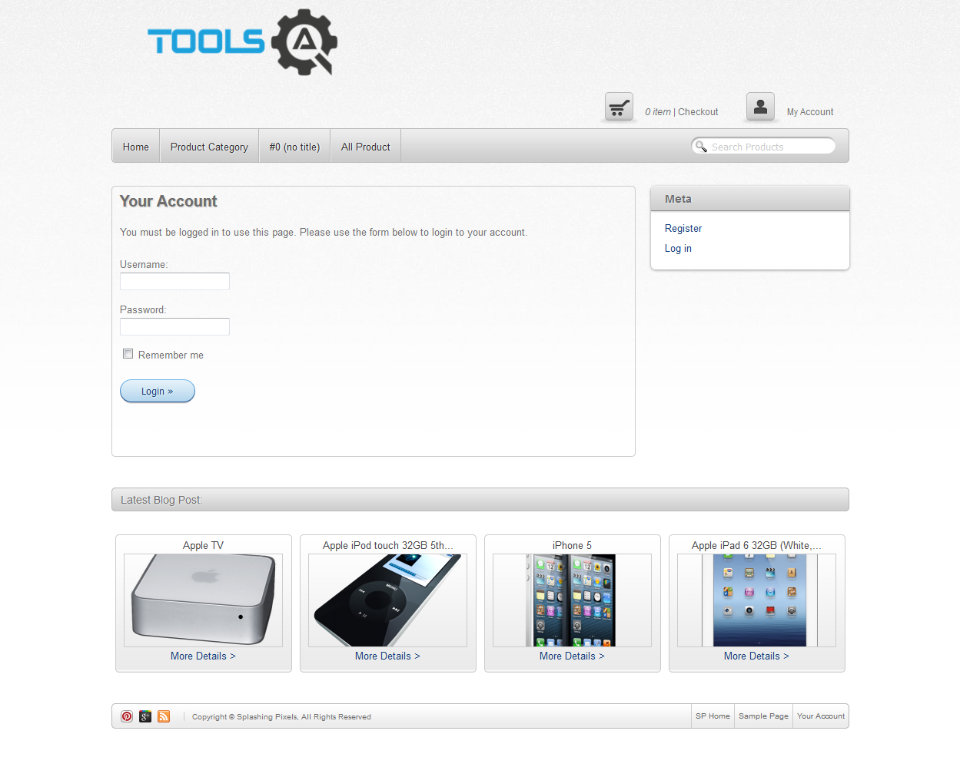 TOOLS
0 item | Checkout
My Account
Home
Product Category
#0 (no title)
All Product
Search Products
Your Account
You must be logged in to use this page. Please use the form below to login to your account.
Username:
Password:
Remember me
Login »
Meta
Register
Log in
Latest Blog Post:
Apple TV
Apple iPod touch 32GB 5th...
iPhone 5
Apple iPad 6 32GB (White,...
MENU
More Details >
More Details >
More Details >
More Details >
Copyright © Splashing Pixels, All Rights Reserved
SP Home
Sample Page
Your Account